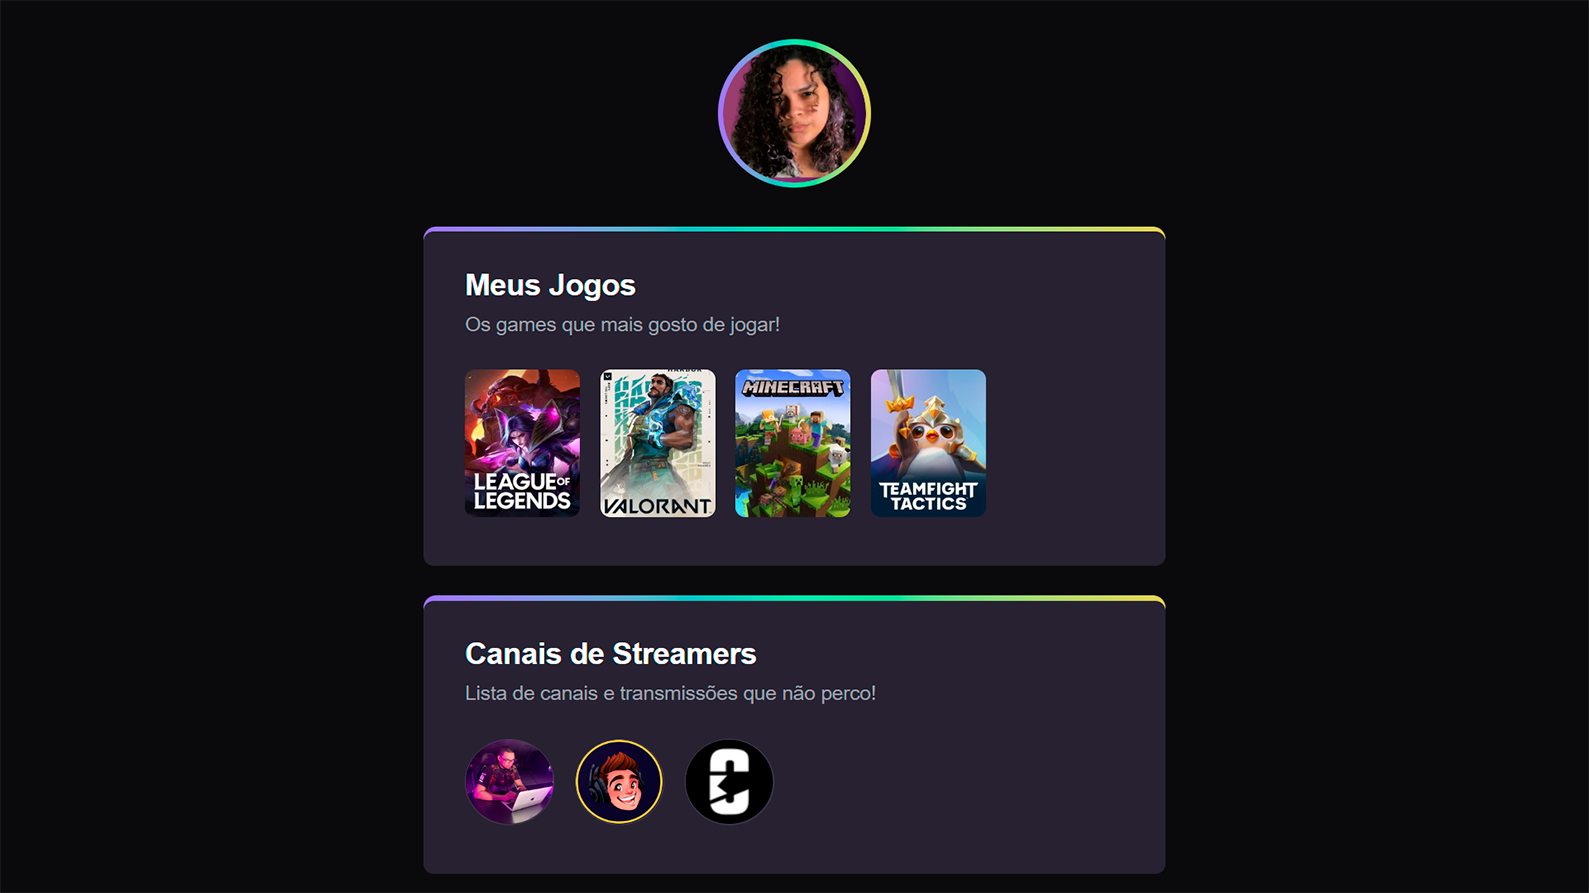 Meus Jogos
Os games que mais gosto de jogar!
LEAGUE OF
LEGENDS
HARBOR
VALORANT
MINECRAFT
TEAMFIGHT
TACTICS
Canais de Streamers
Lista de canais e transmissões que não perco!